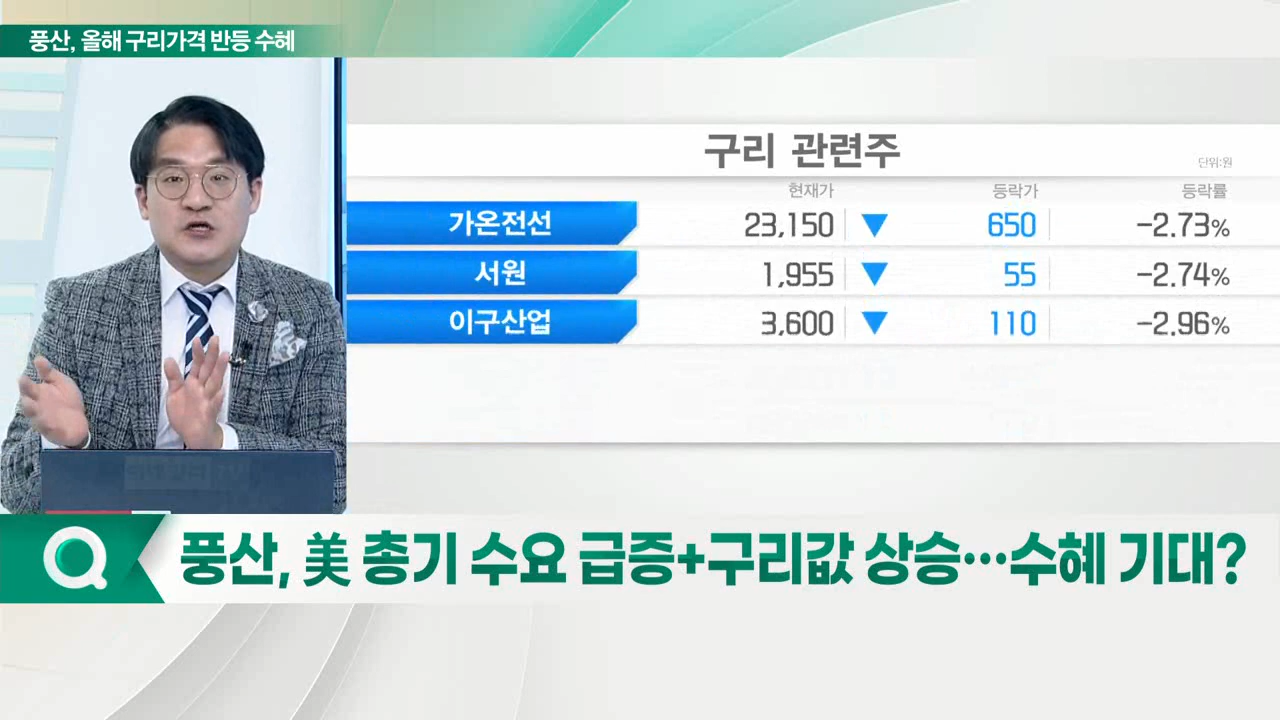 풍산, 올해 구리가격 반등 수혜
구리 관련주
단위:원
현재가 등락가 등락률
가온전선 23,150 ▼ 650 -2.73%
서원 1,955 ▼ 55 -2.74%
이구산업 3,600 ▼ 110 -2.96%
풍산, 美 총기 수요 급증+구리값 상승…수혜 기대?